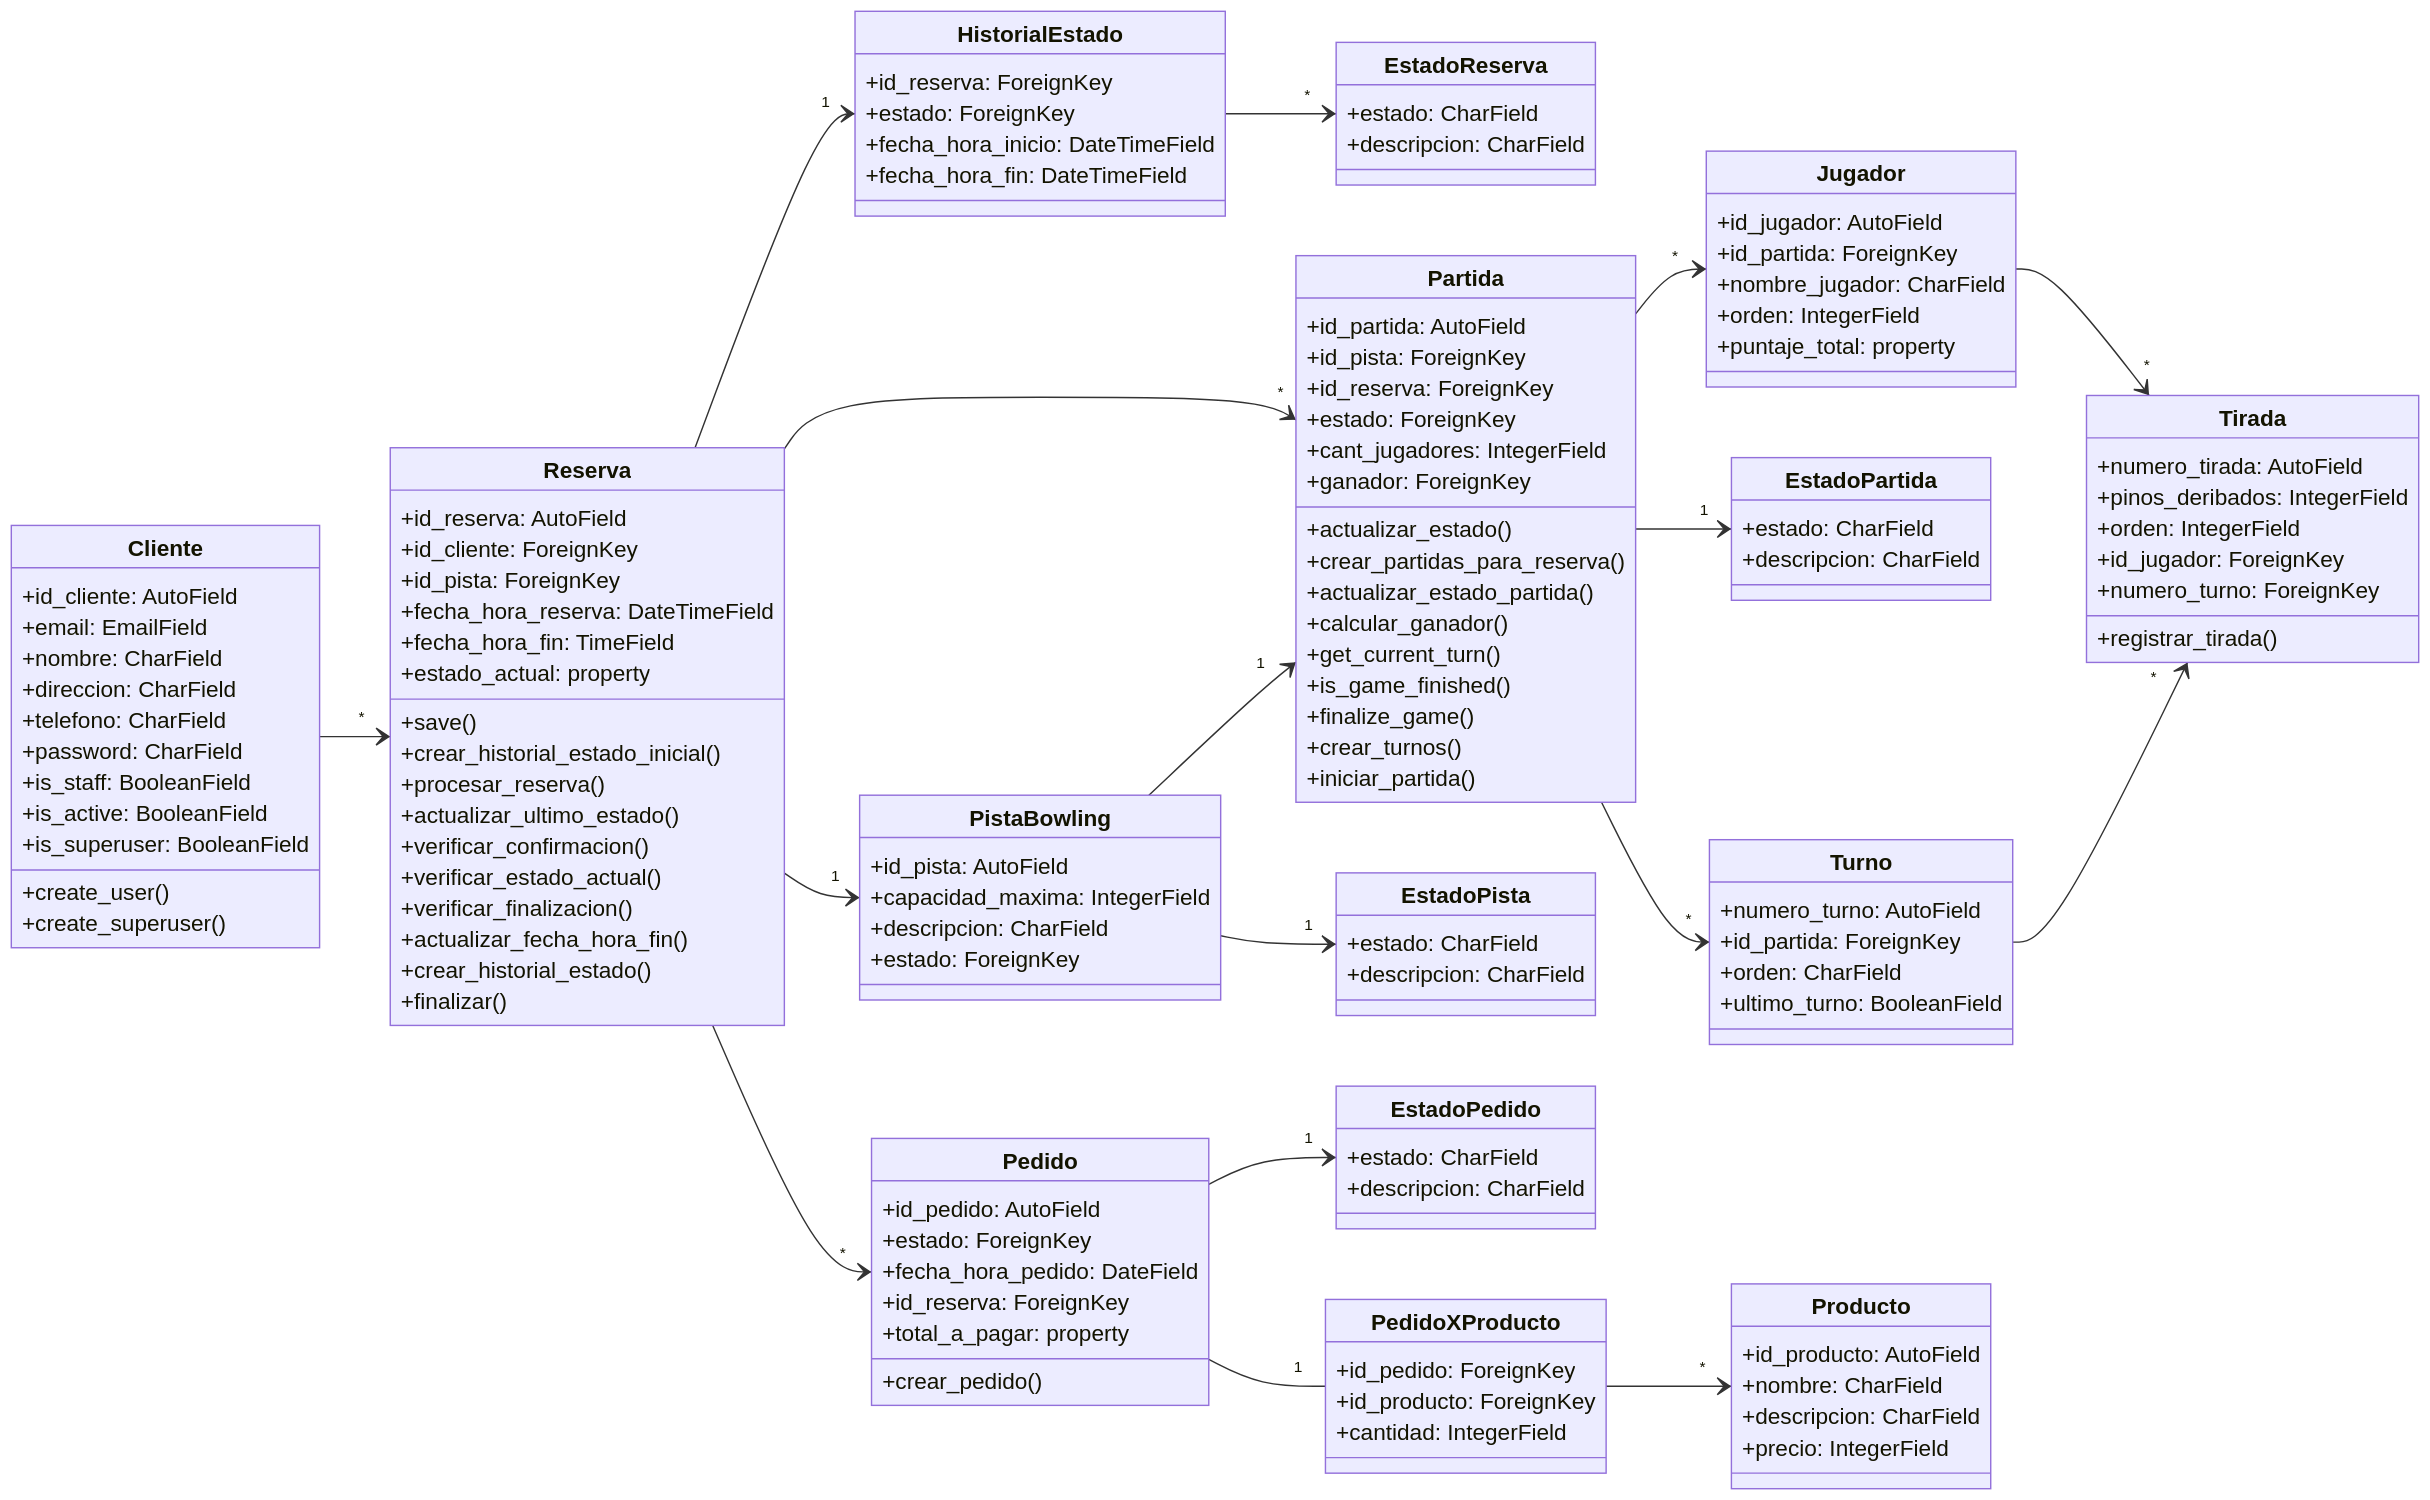 Cliente
+id_cliente: AutoField
+email: EmailField
+nombre: CharField
+direccion: CharField
+telefono: CharField
+password: CharField
+is_staff: BooleanField
+is_active: BooleanField
+is_superuser: BooleanField
+create_user()
+create_superuser()
*
Reserva
+id_reserva: AutoField
+id_cliente: ForeignKey
+id_pista: ForeignKey
+fecha_hora_reserva: DateTimeField
+fecha_hora_fin: TimeField
+estado_actual: property
+save()
+crear_historial_estado_inicial()
+procesar_reserva()
+actualizar_ultimo_estado()
+verificar_confirmacion()
+verificar_estado_actual()
+verificar_finalizacion()
+actualizar_fecha_hora_fin()
+crear_historial_estado()
+finalizar()
1
*
1
*
HistorialEstado
+id_reserva: ForeignKey
+estado: ForeignKey
+fecha_hora_inicio: DateTimeField
+fecha_hora_fin: DateTimeField
*
EstadoReserva
+estado: CharField
+descripcion: CharField
PistaBowling
+id_pista: AutoField
+capacidad_maxima: IntegerField
+descripcion: CharField
+estado: ForeignKey
1
1
Partida
+id_partida: AutoField
+id_pista: ForeignKey
+id_reserva: ForeignKey
+estado: ForeignKey
+cant_jugadores: IntegerField
+ganador: ForeignKey
+actualizar_estado()
+crear_partidas_para_reserva()
+actualizar_estado_partida()
+calcular_ganador()
+get_current_turn()
+is_game_finished()
+finalize_game()
+crear_turnos()
+iniciar_partida()
*
1
*
EstadoPista
+estado: CharField
+descripcion: CharField
Jugador
+id_jugador: AutoField
+id_partida: ForeignKey
+nombre_jugador: CharField
+orden: IntegerField
+puntaje_total: property
*
EstadoPartida
+estado: CharField
+descripcion: CharField
Turno
+numero_turno: AutoField
+id_partida: ForeignKey
+orden: CharField
+ultimo_turno: BooleanField
*
Tirada
+numero_tirada: AutoField
+pinos_deribados: IntegerField
+orden: IntegerField
+id_jugador: ForeignKey
+numero_turno: ForeignKey
+registrar_tirada()
Pedido
+id_pedido: AutoField
+estado: ForeignKey
+fecha_hora_pedido: DateField
+id_reserva: ForeignKey
+total_a_pagar: property
+crear_pedido()
1
1
EstadoPedido
+estado: CharField
+descripcion: CharField
PedidoXProducto
+id_pedido: ForeignKey
+id_producto: ForeignKey
+cantidad: IntegerField
*
Producto
+id_producto: AutoField
+nombre: CharField
+descripcion: CharField
+precio: IntegerField